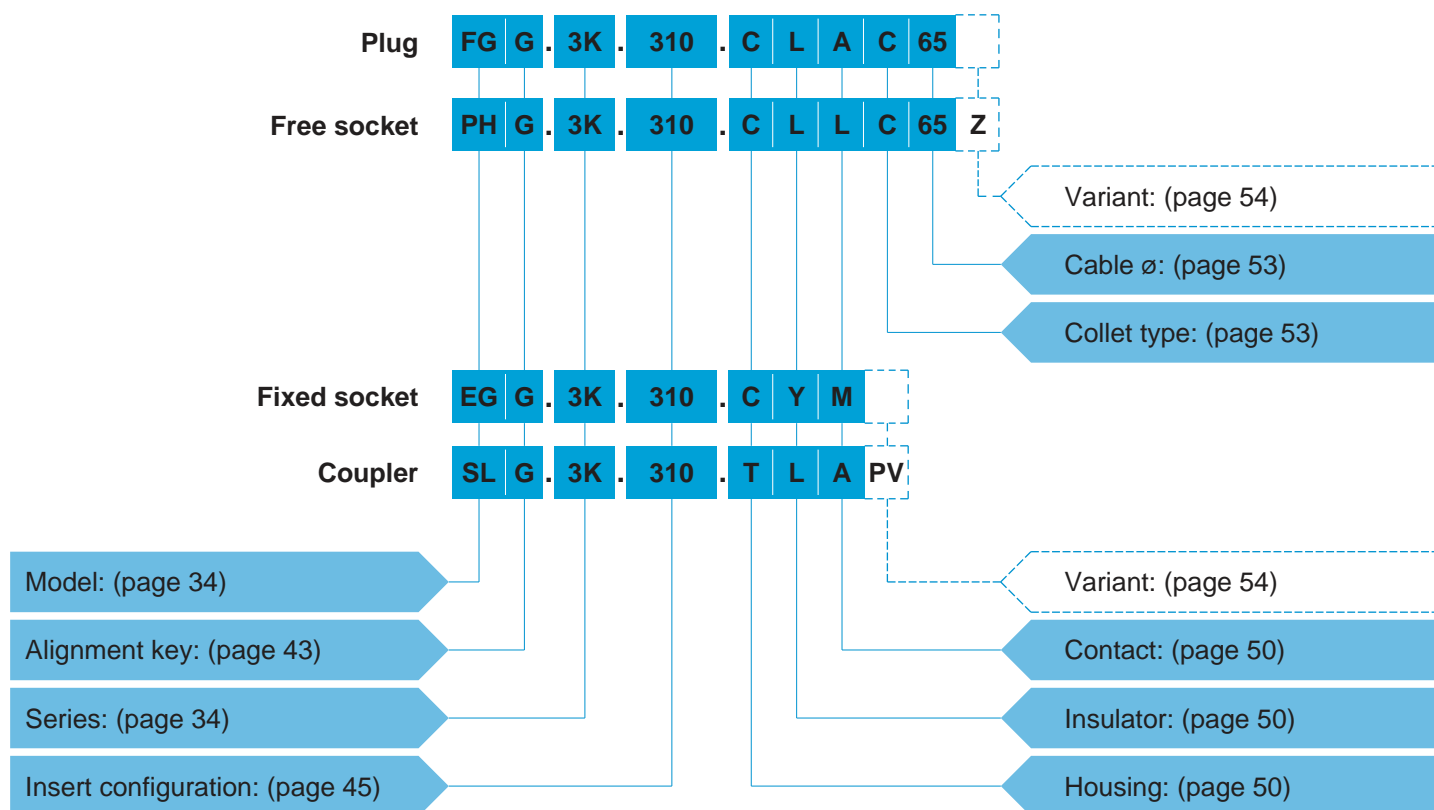 Plug FG G . 3K . 310 . C L A C 65
Free socket PH G . 3K . 310 . C L L C 65 Z
Variant: (page 54)
Cable ø: (page 53)
Collet type: (page 53)
Fixed socket EG G . 3K . 310 . C Y M
Coupler SL G . 3K . 310 . T L A PV
Model: (page 34)
Alignment key: (page 43)
Series: (page 34)
Insert configuration: (page 45)
Variant: (page 54)
Contact: (page 50)
Insulator: (page 50)
Housing: (page 50)